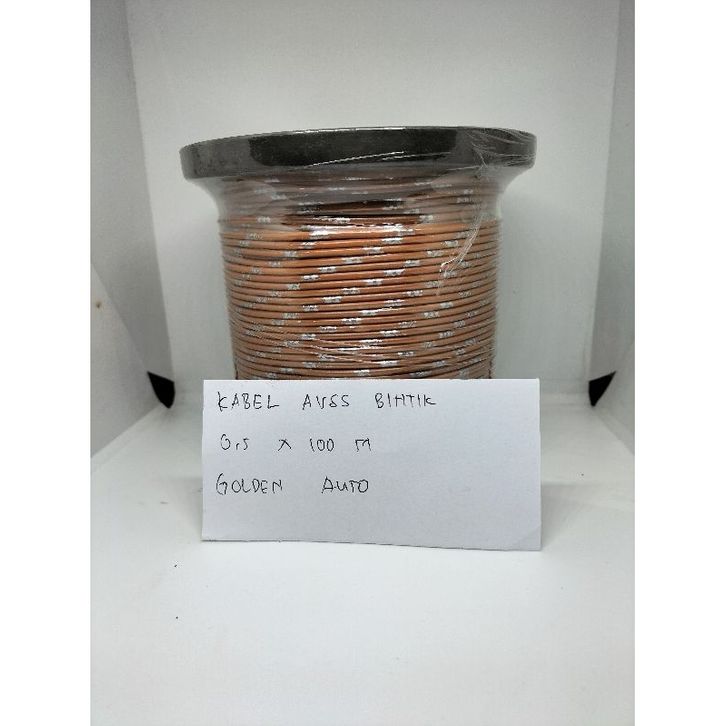 KABEL AVSS BINTIK
0,5 X 100 M
GOLDEN AUTO